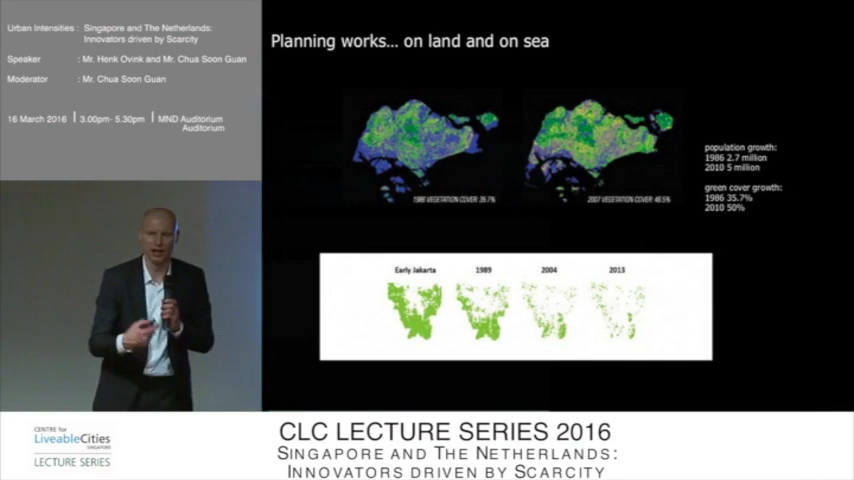 Urban Intensities : Singapore and The Netherlands:
Innovators driven by Scarcity
Speaker : Mr. Henk Ovink and Mr. Chua Soon Guan
Moderator : Mr. Chua Soon Guan
16 March 2016 | 3.00pm- 5.30pm | MND Auditorium
Auditorium
Planning works... on land and on sea
1986 VEGETATION COVER: 35.7%
2007 VEGETATION COVER: 46.5%
population growth:
1986 2.7 million
2010 5 million
green cover growth:
1986 35.7%
2010 50%
Early Jakarta 1989 2004 2013
CENTRE for
LiveableCities
SINGAPORE
LECTURE SERIES
CLC LECTURE SERIES 2016
SINGAPORE AND THE NETHERLANDS:
INNOVATORS DRIVEN BY SCARCITY